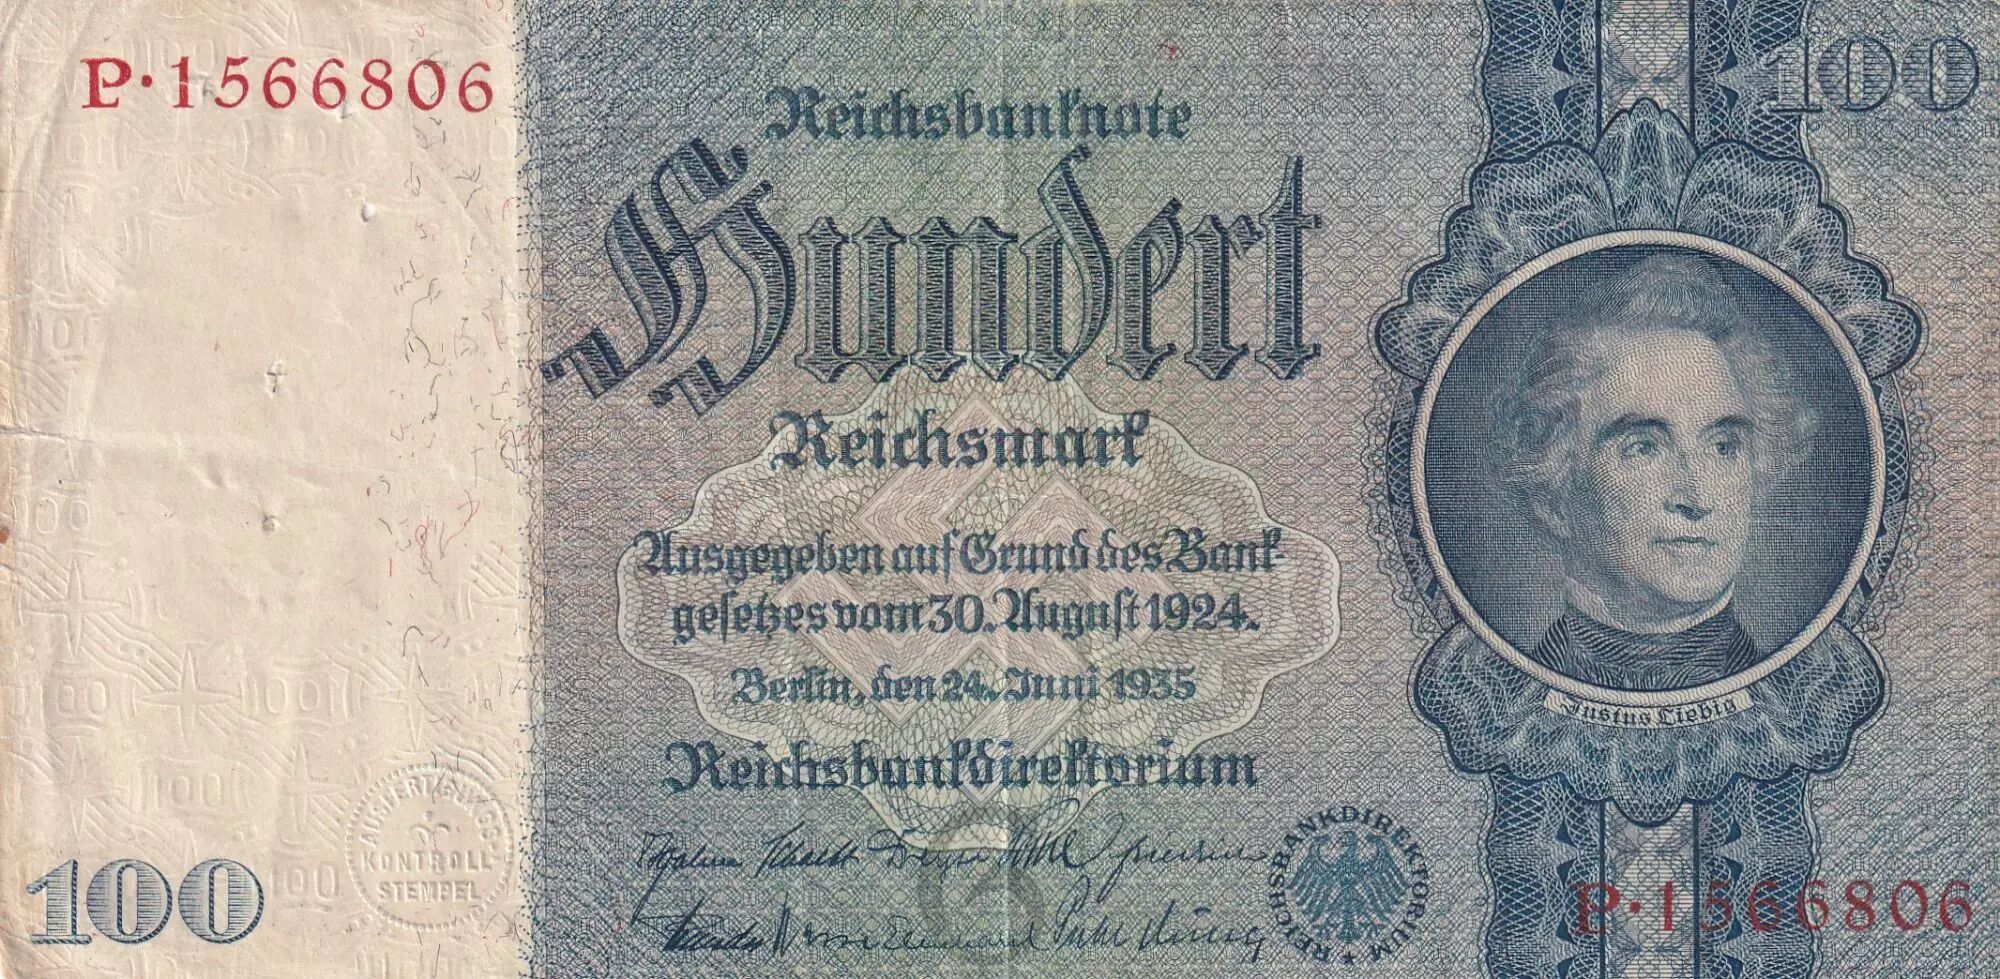 P·1566806
100
Reichsbanknote
Hundert
Reichsmark
Ausgegeben auf Grund des Bank-
gesetzes vom 30. August 1924.
Berlin, den 24. Juni 1935
Reichsbankdirektorium
Justus Liebig
REICHSBANKDIREKTORIUM
AUSFERTIGUNGS-
KONTROLL
STEMPEL
100
P·1566806